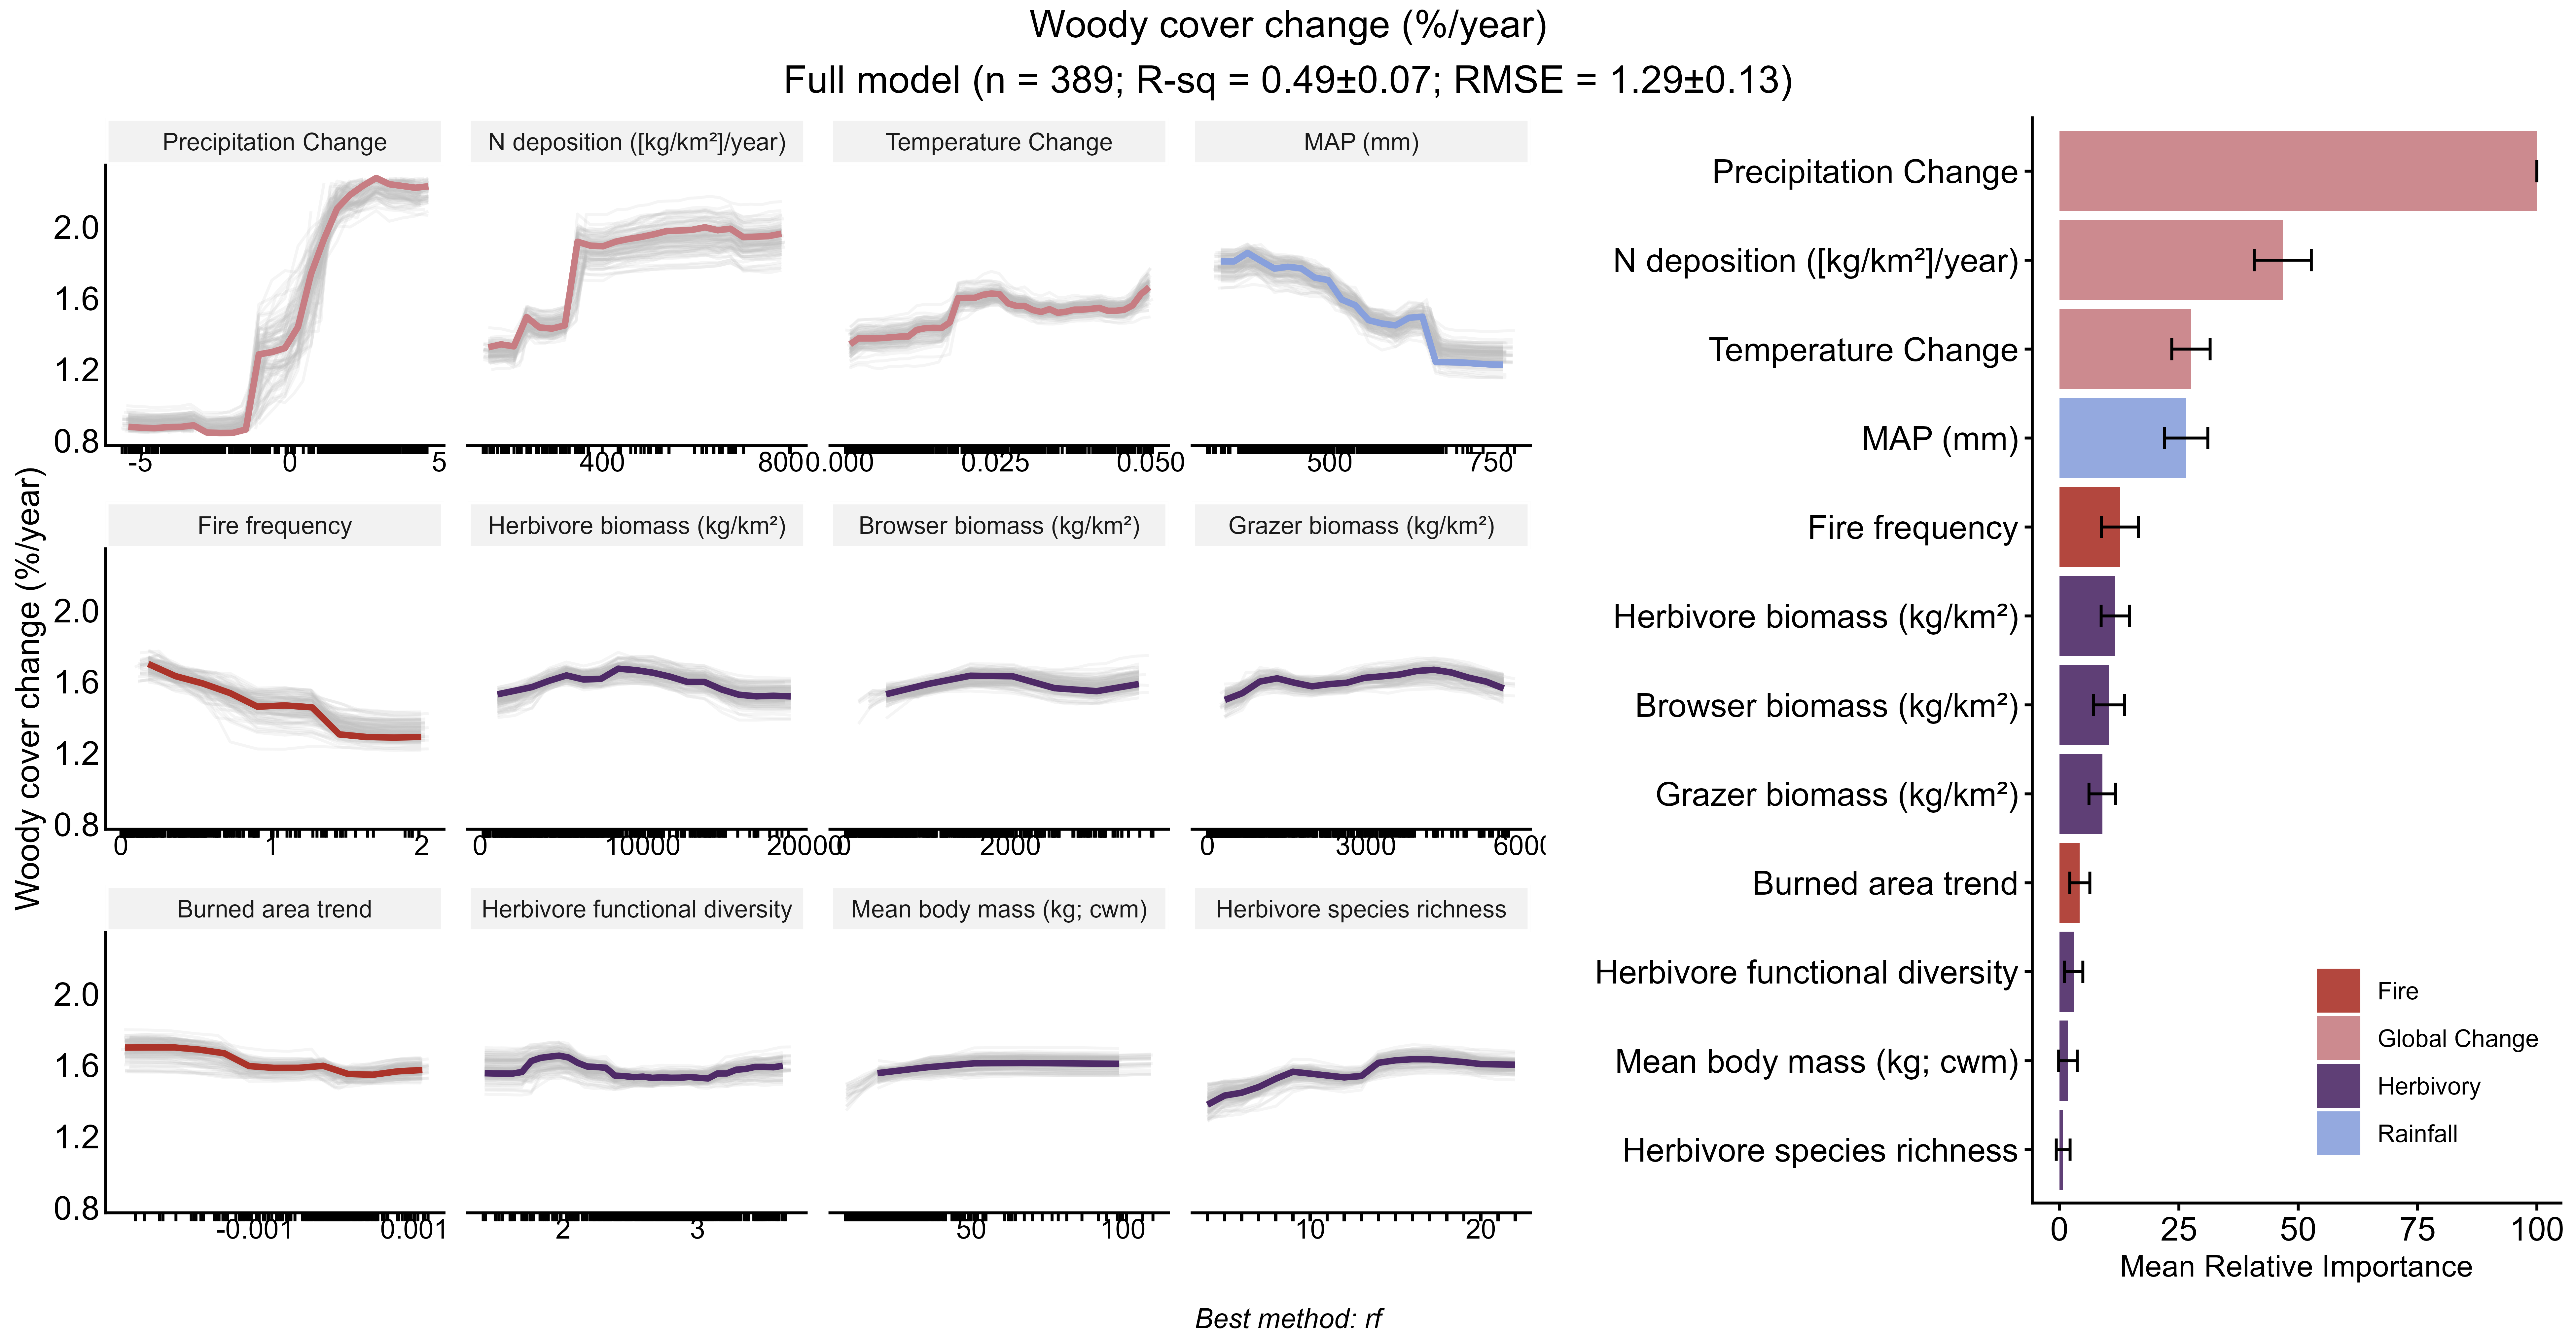 Woody cover change (%/year)
Full model (n = 389; R-sq = 0.49±0.07; RMSE = 1.29±0.13)
Woody cover change (%/year)
Precipitation Change
N deposition ([kg/km²]/year)
Temperature Change
MAP (mm)
2.0
1.6
1.2
0.8
-5 0 5
400 800
0.000 0.025 0.050
500 750
Fire frequency
Herbivore biomass (kg/km²)
Browser biomass (kg/km²)
Grazer biomass (kg/km²)
2.0
1.6
1.2
0.8
0 1 2
0 10000 20000
0 2000
0 3000 6000
Burned area trend
Herbivore functional diversity
Mean body mass (kg; cwm)
Herbivore species richness
2.0
1.6
1.2
0.8
-0.001 0.001
2 3
50 100
10 20
Best method: rf
Precipitation Change
N deposition ([kg/km²]/year)
Temperature Change
MAP (mm)
Fire frequency
Herbivore biomass (kg/km²)
Browser biomass (kg/km²)
Grazer biomass (kg/km²)
Burned area trend
Herbivore functional diversity
Mean body mass (kg; cwm)
Herbivore species richness
Fire
Global Change
Herbivory
Rainfall
0 25 50 75 100
Mean Relative Importance